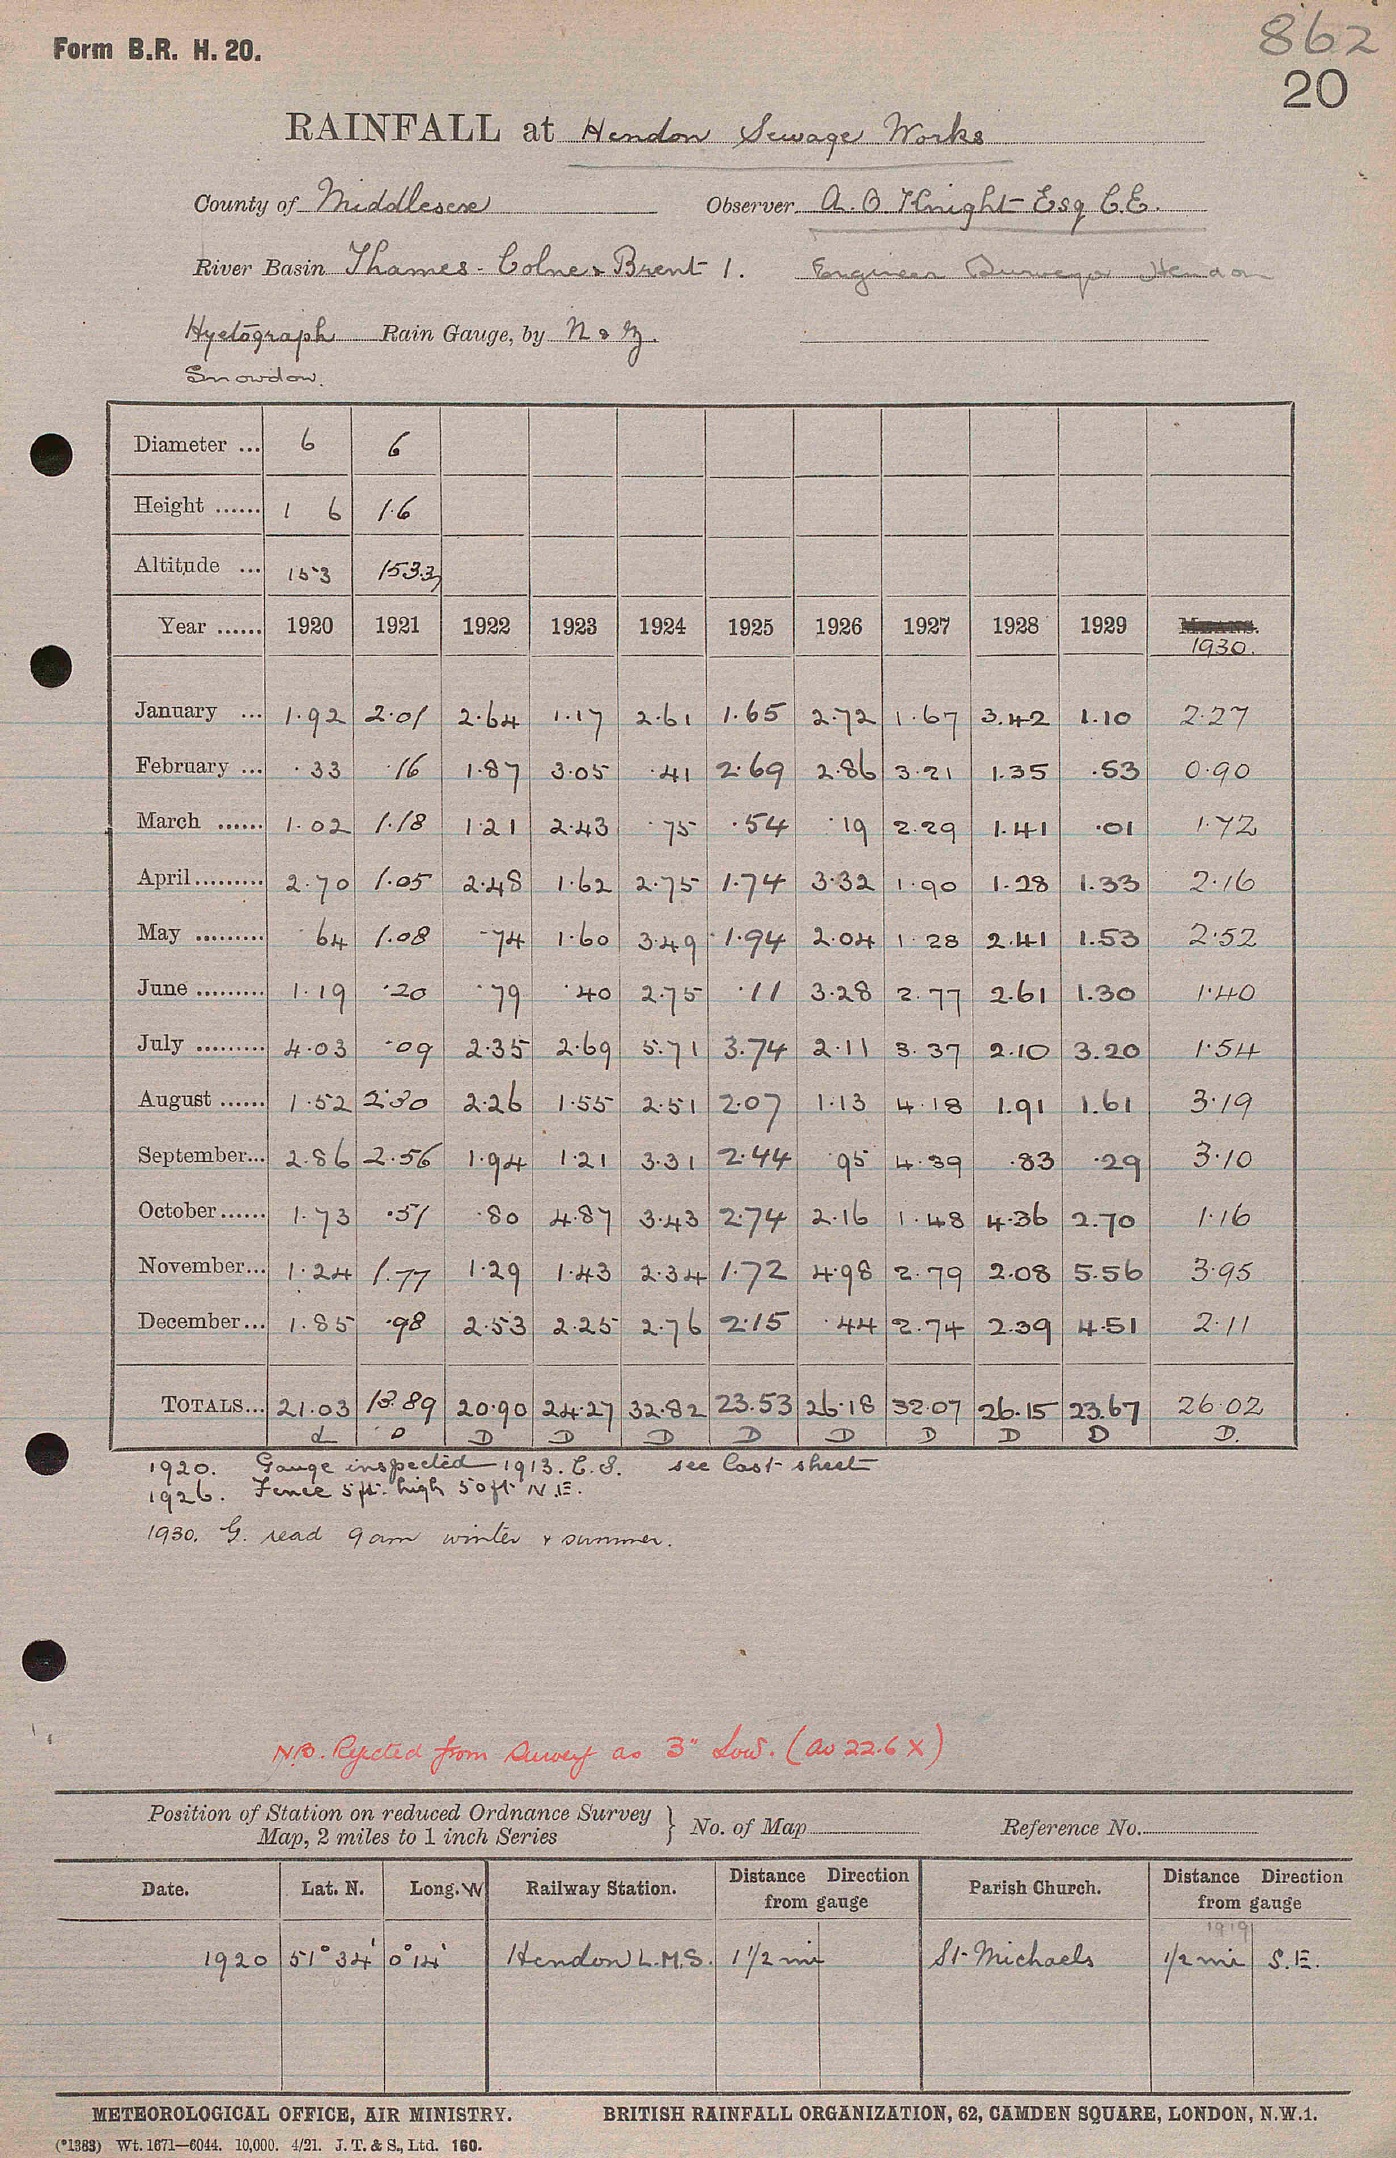 Form B.R. H. 20.
862
20
RAINFALL at Hendon Sewage Works
County of Middlesex Observer A. O. Knight Esq C.E.
River Basin Thames - Colne & Brent 1. Engineer Surveyor Hendon
Hyetograph Rain Gauge, by N & Z.
Snowdon.
Diameter ... 6 6
Height ...... 1 6 1.6
Altitude ... 153 153.3
Year ...... 1920 1921 1922 1923 1924 1925 1926 1927 1928 1929 1930.
January ... 1.92 2.01 2.64 1.17 2.61 1.65 2.72 1.67 3.42 1.10 2.27
February ... .33 .16 1.87 3.05 .41 2.69 2.86 3.21 1.35 .53 0.90
March ...... 1.02 1.18 1.21 2.43 .75 .54 .19 2.29 1.41 .01 1.72
April......... 2.70 1.05 2.48 1.62 2.75 1.74 3.32 1.90 1.28 1.33 2.16
May ......... .64 1.08 .74 1.60 3.49 1.94 2.04 1.28 2.41 1.53 2.52
June ......... 1.19 .20 .79 .40 2.75 .11 3.28 2.77 2.61 1.30 1.40
July ......... 4.03 .09 2.35 2.69 5.71 3.74 2.11 3.37 2.10 3.20 1.54
August ...... 1.52 2.30 2.26 1.55 2.51 2.07 1.13 4.18 1.91 1.61 3.19
September... 2.86 2.56 1.94 1.21 3.31 2.44 .95 4.39 .83 .29 3.10
October...... 1.73 .51 .80 4.87 3.43 2.74 2.16 1.48 4.36 2.70 1.16
November... 1.24 1.77 1.29 1.43 2.34 1.72 4.98 2.79 2.08 5.56 3.95
December... 1.85 .98 2.53 2.25 2.76 2.15 .44 2.74 2.39 4.51 2.11
TOTALS... 21.03 13.89 20.90 24.27 32.82 23.53 26.18 32.07 26.15 23.67 26.02
d D D D D D D D D D D.
1920. Gauge inspected 1913. C.S. see last sheet
1926. Fence 5 ft. high 50 ft N.E.
1930. G. read 9 am winter & summer.
N.B. Rejected from Survey as 3" Low. (av 22.6 X)
Position of Station on reduced Ordnance Survey
Map, 2 miles to 1 inch Series } No. of Map Reference No.
Date. Lat. N. Long. W Railway Station. Distance Direction from gauge Parish Church. Distance Direction from gauge
1919
1920 51° 34' 0° 14' Hendon L.M.S. 1 1/2 mi St Michaels 1/2 mi S.E.
METEOROLOGICAL OFFICE, AIR MINISTRY. BRITISH RAINFALL ORGANIZATION, 62, CAMDEN SQUARE, LONDON, N.W.1.
(*1383) Wt. 1671—6044. 10,000. 4/21. J. T. & S., Ltd. 160.